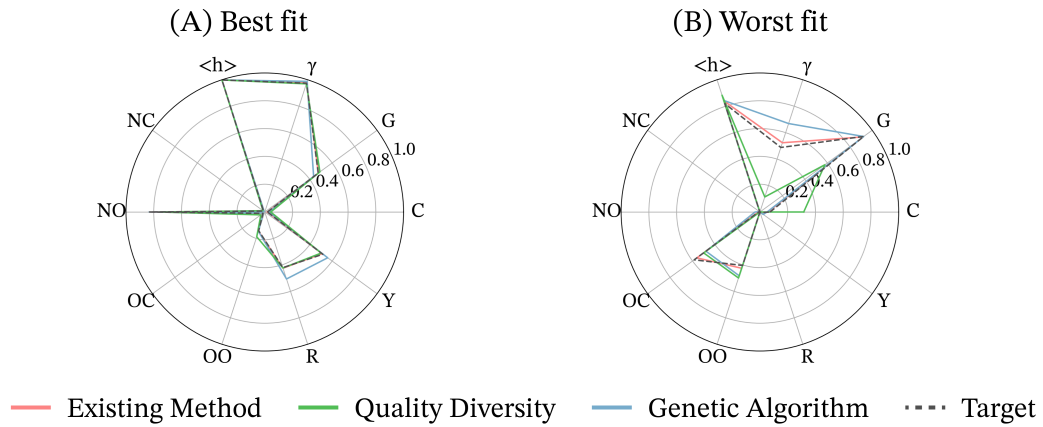 (A) Best fit
(B) Worst fit
<h>
γ
NC
G
1.0
0.8
0.6
0.4
0.2
NO
C
OC
Y
OO
R
<h>
γ
NC
G
1.0
0.8
0.6
0.4
0.2
NO
C
OC
Y
OO
R
Existing Method
Quality Diversity
Genetic Algorithm
Target